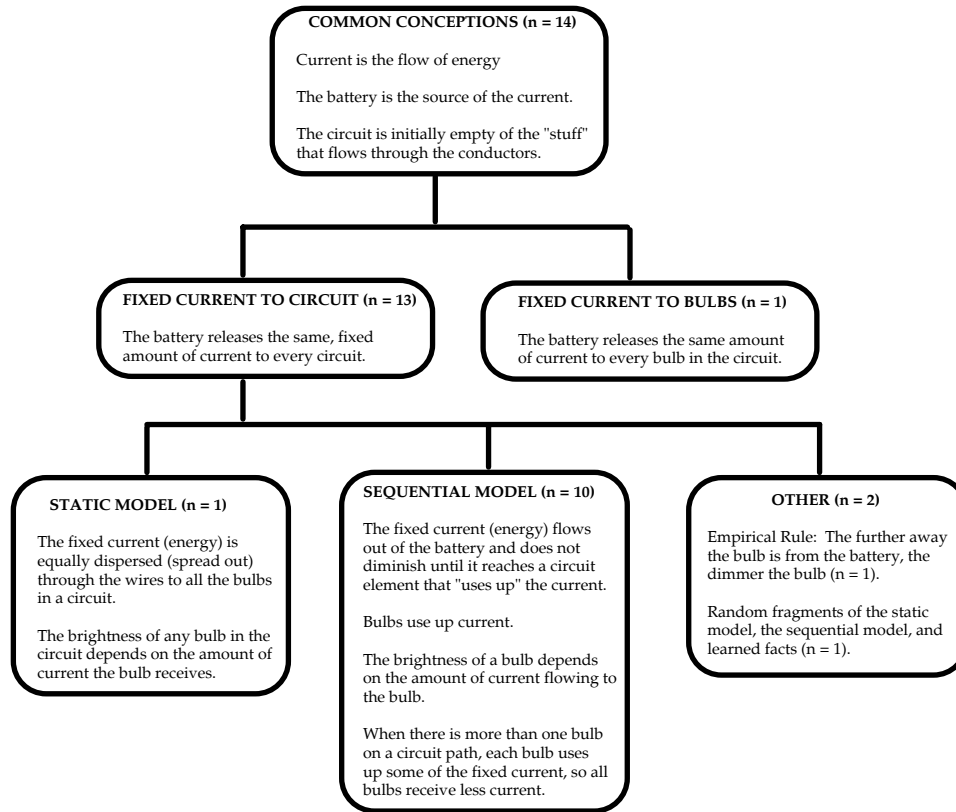 COMMON CONCEPTIONS (n = 14)
Current is the flow of energy
The battery is the source of the current.
The circuit is initially empty of the "stuff"
that flows through the conductors.
FIXED CURRENT TO CIRCUIT (n = 13)
The battery releases the same, fixed
amount of current to every circuit.
FIXED CURRENT TO BULBS (n = 1)
The battery releases the same amount
of current to every bulb in the circuit.
STATIC MODEL (n = 1)
The fixed current (energy) is
equally dispersed (spread out)
through the wires to all the bulbs
in a circuit.
The brightness of any bulb in the
circuit depends on the amount of
current the bulb receives.
SEQUENTIAL MODEL (n = 10)
The fixed current (energy) flows
out of the battery and does not
diminish until it reaches a circuit
element that "uses up" the current.
Bulbs use up current.
The brightness of a bulb depends
on the amount of current flowing to
the bulb.
When there is more than one bulb
on a circuit path, each bulb uses
up some of the fixed current, so all
bulbs receive less current.
OTHER (n = 2)
Empirical Rule:  The further away
the bulb is from the battery, the
dimmer the bulb (n = 1).
Random fragments of the static
model, the sequential model, and
learned facts (n = 1).